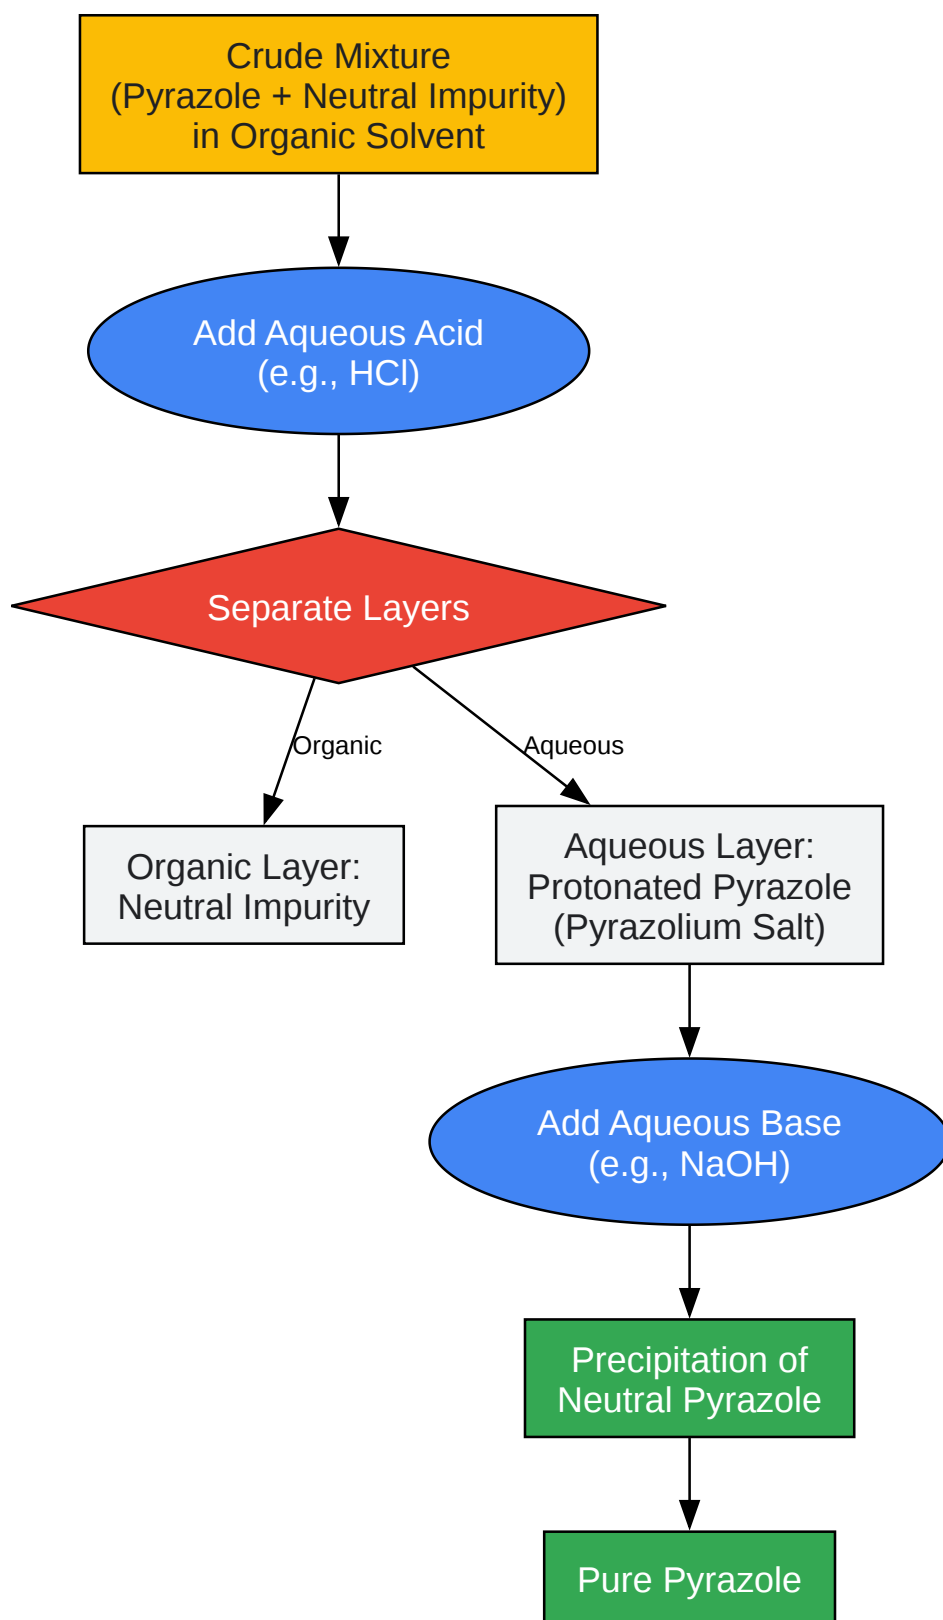 Crude Mixture
(Pyrazole + Neutral Impurity)
in Organic Solvent
Add Aqueous Acid
(e.g., HCl)
Separate Layers
Organic
Aqueous
Organic Layer:
Neutral Impurity
Aqueous Layer:
Protonated Pyrazole
(Pyrazolium Salt)
Add Aqueous Base
(e.g., NaOH)
Precipitation of
Neutral Pyrazole
Pure Pyrazole